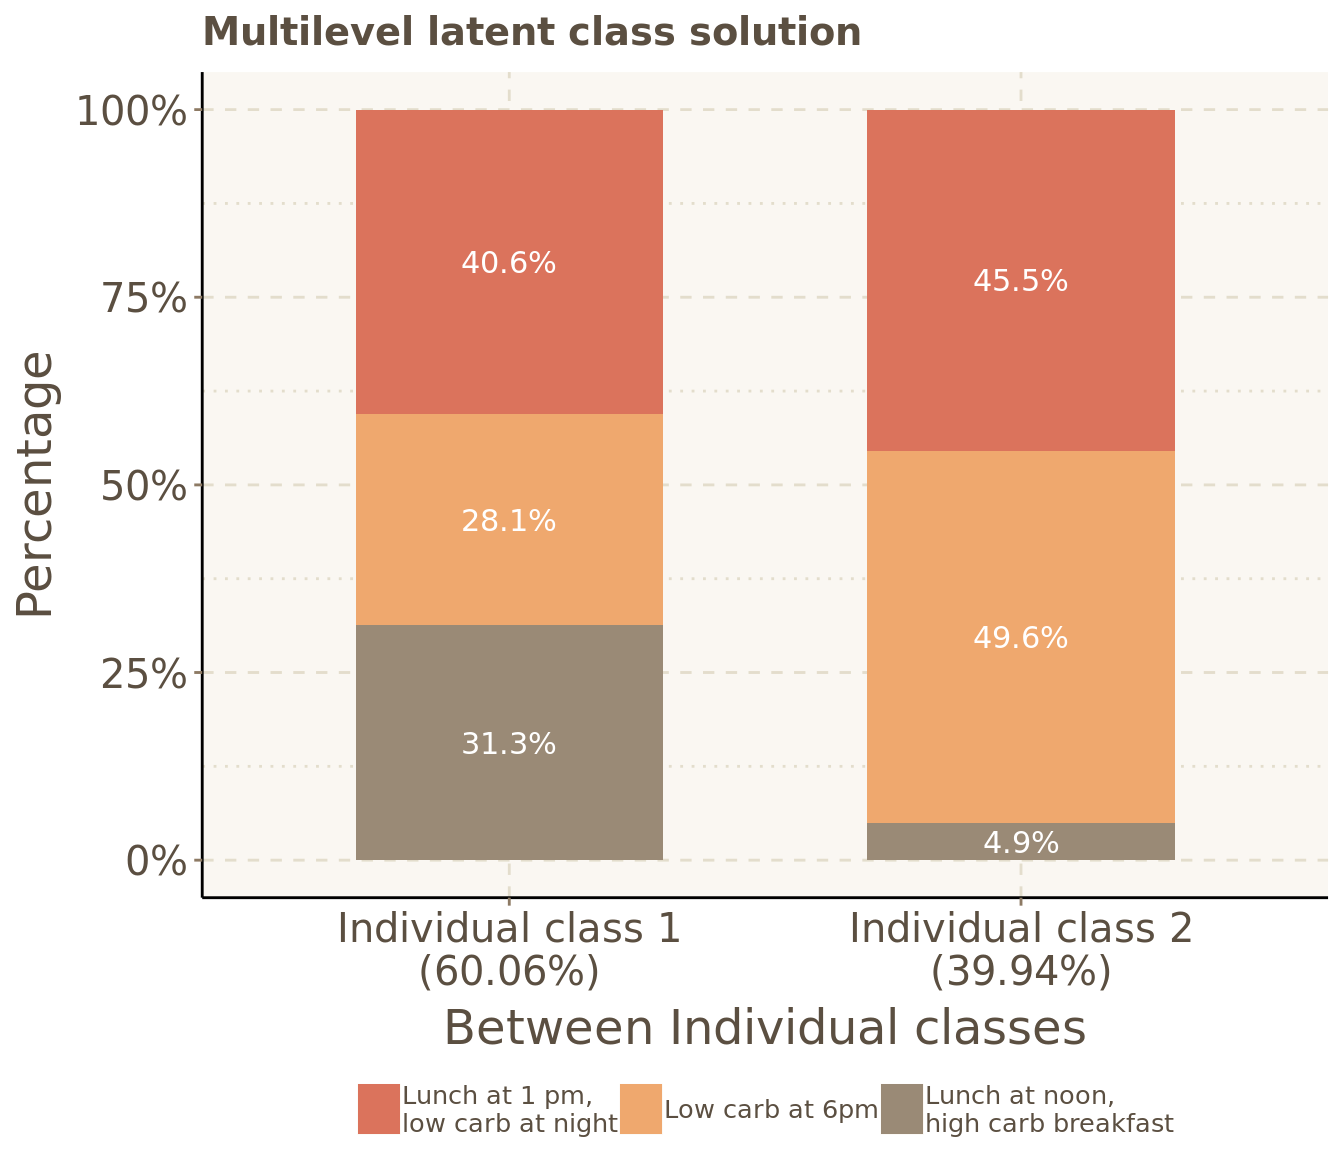 Multilevel latent class solution
Percentage
100%
75%
50%
25%
0%
40.6%
28.1%
31.3%
45.5%
49.6%
4.9%
Individual class 1
(60.06%)
Individual class 2
(39.94%)
Between Individual classes
Lunch at 1 pm,
low carb at night
Low carb at 6pm
Lunch at noon,
high carb breakfast